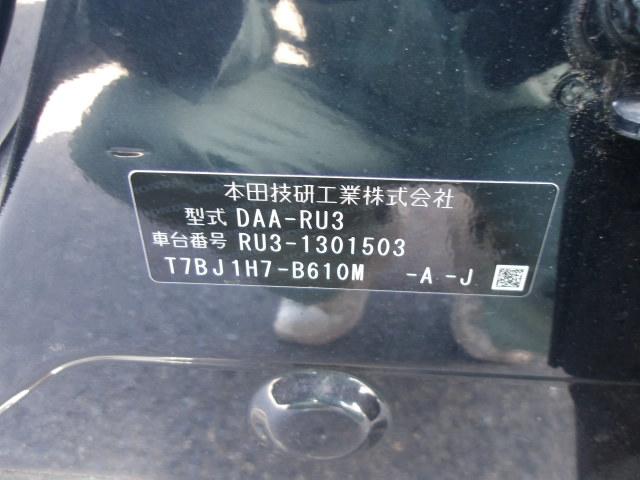 本田技研工業株式会社
型式 DAA-RU3
車台番号 RU3-1301503
T7BJ1H7-B610M -A -J